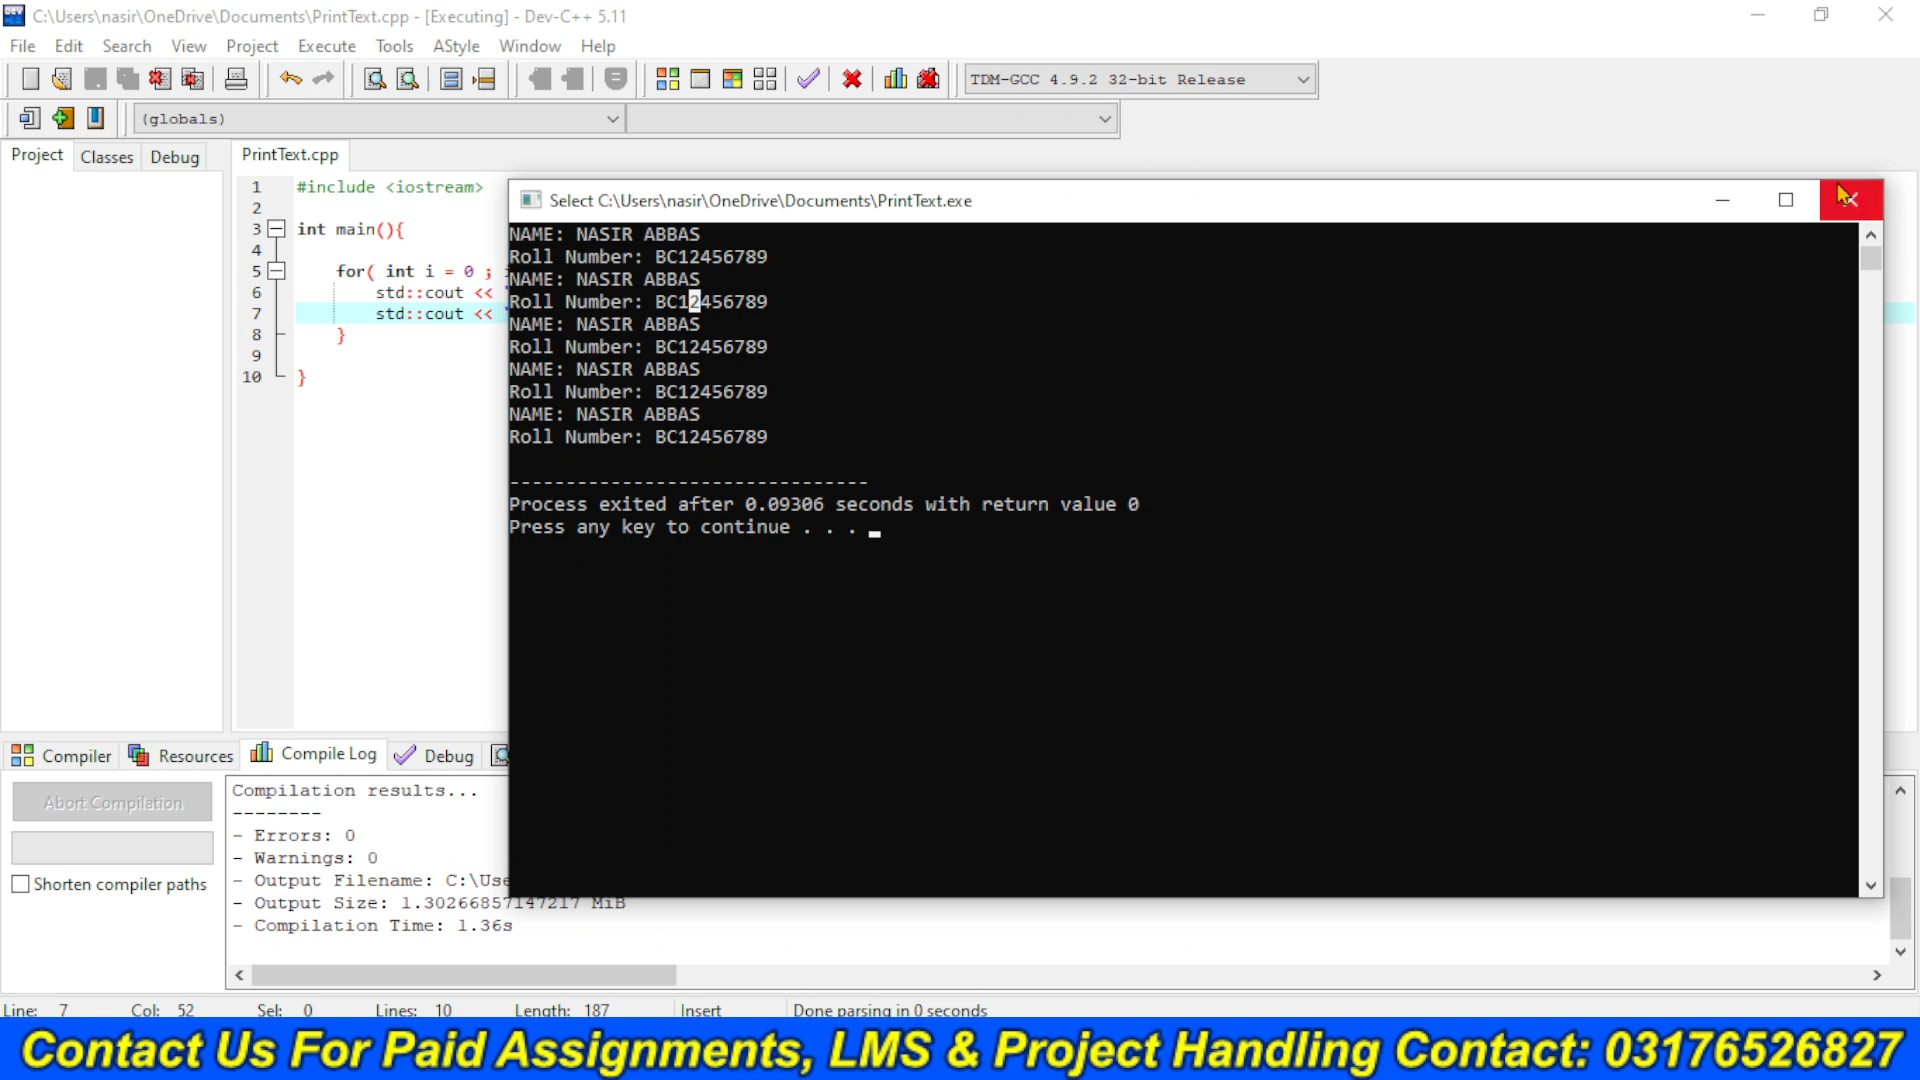 C:\Users\nasir\OneDrive\Documents\PrintText.cpp - [Executing] - Dev-C++ 5.11
File Edit Search View Project Execute Tools AStyle Window Help
TDM-GCC 4.9.2 32-bit Release
(globals)
Project Classes Debug PrintText.cpp
1 #include <iostream>
2
3 int main(){
4
5 for( int i = 0 ;
6 std::cout <<
7 std::cout <<
8 }
9
10 }
Select C:\Users\nasir\OneDrive\Documents\PrintText.exe
NAME: NASIR ABBAS
Roll Number: BC12456789
NAME: NASIR ABBAS
Roll Number: BC12456789
NAME: NASIR ABBAS
Roll Number: BC12456789
NAME: NASIR ABBAS
Roll Number: BC12456789
NAME: NASIR ABBAS
Roll Number: BC12456789
--------------------------------
Process exited after 0.09306 seconds with return value 0
Press any key to continue . . .
Compiler Resources Compile Log Debug
Abort Compilation
Shorten compiler paths
Compilation results...
--------
- Errors: 0
- Warnings: 0
- Output Filename: C:\Use
- Output Size: 1.30266857147217 MiB
- Compilation Time: 1.36s
Line: 7 Col: 52 Sel: 0 Lines: 10 Length: 187 Insert Done parsing in 0 seconds
Contact Us For Paid Assignments, LMS & Project Handling Contact: 03176526827